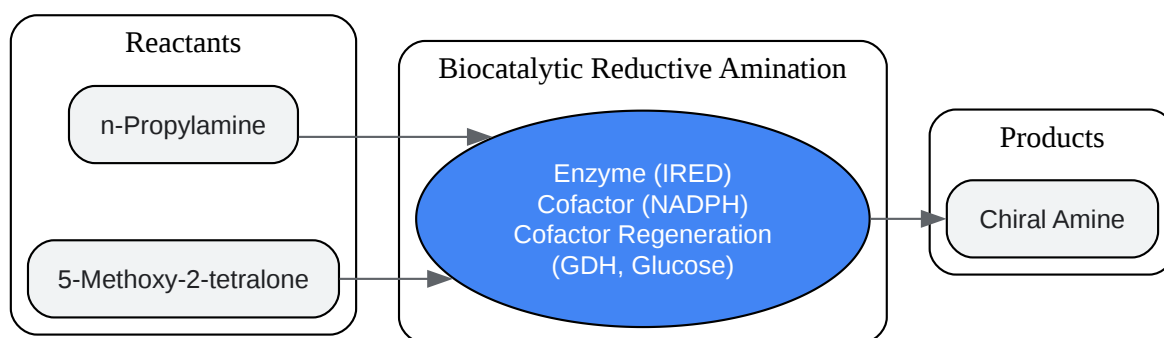 Reactants
n-Propylamine
5-Methoxy-2-tetralone
Biocatalytic Reductive Amination
Enzyme (IRED)
Cofactor (NADPH)
Cofactor Regeneration
(GDH, Glucose)
Products
Chiral Amine